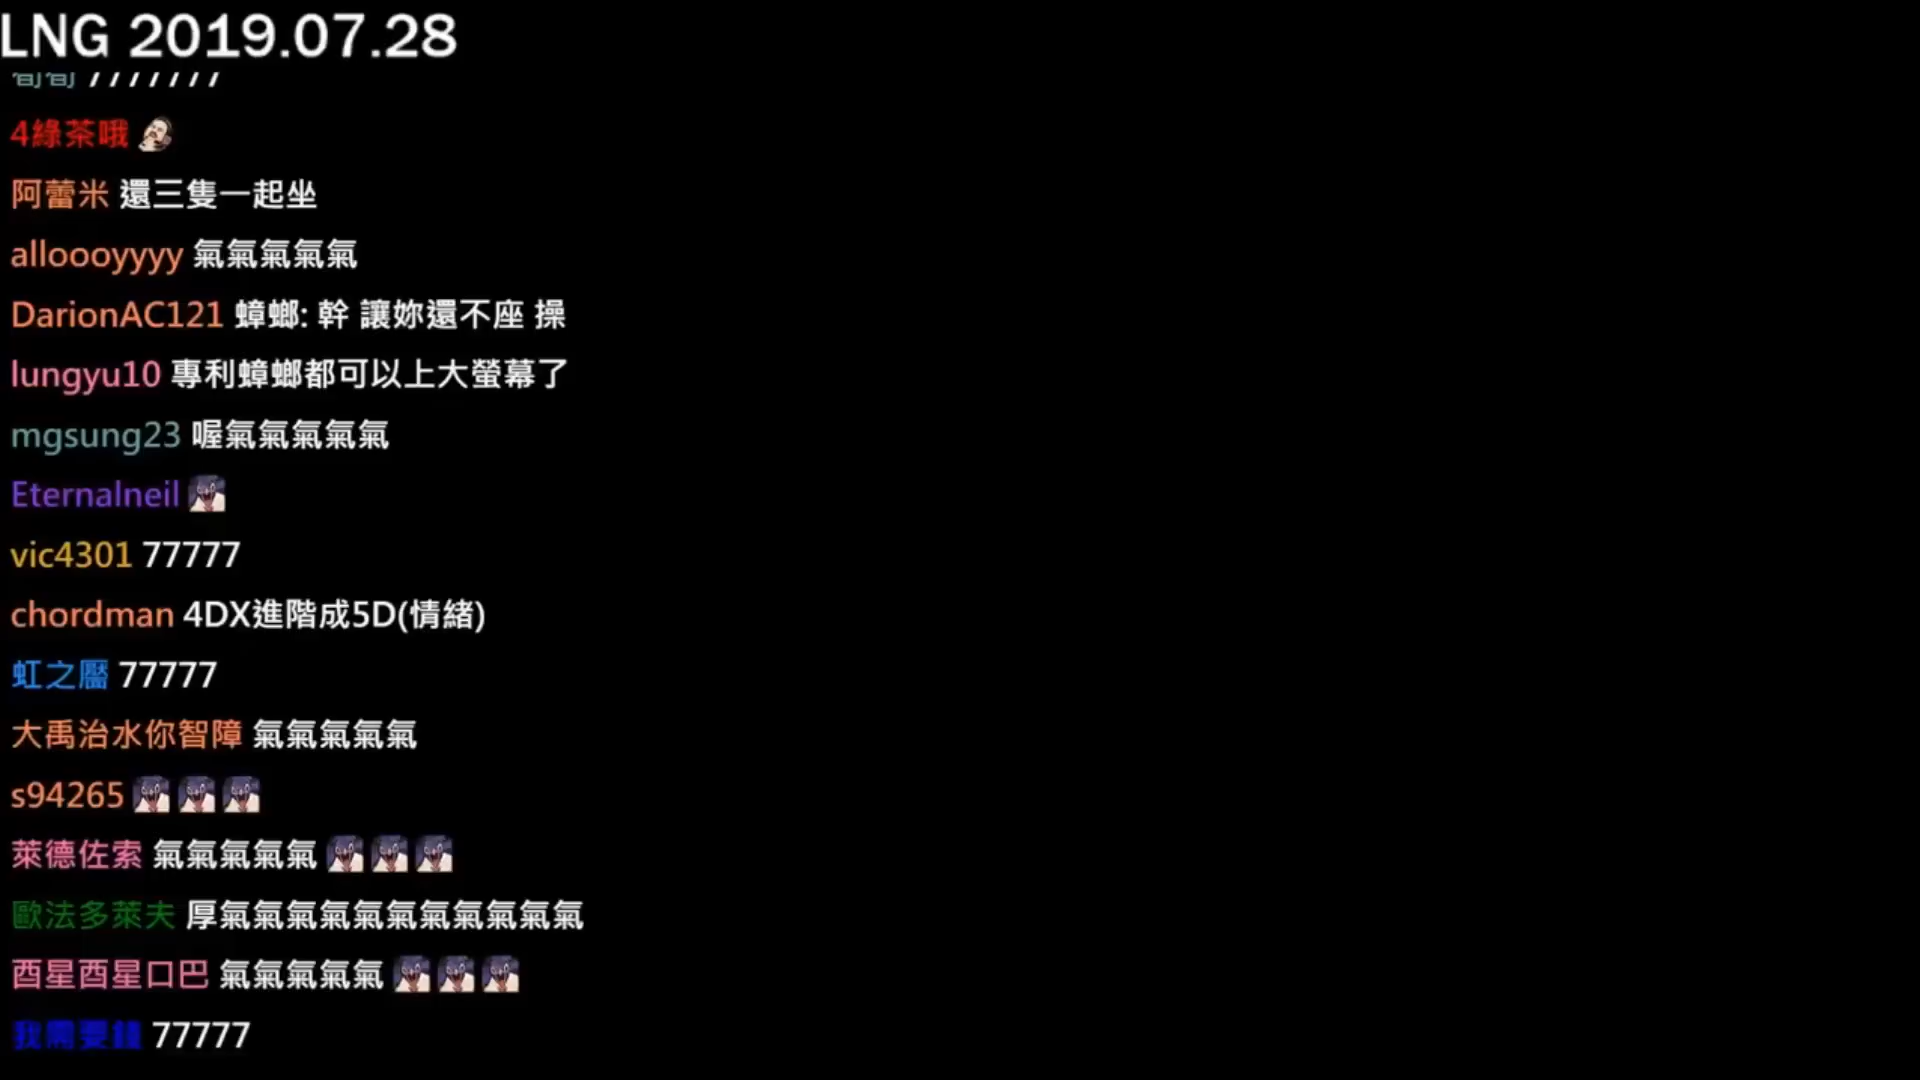 LNG 2019.07.28
7777777
4綠茶哦
阿蕾米 還三隻一起坐
alloooyyyy 氣氣氣氣氣
DarionAC121 蟑螂: 幹 讓妳還不座 操
lungyu10 專利蟑螂都可以上大螢幕了
mgsung23 喔氣氣氣氣氣
Eternalneil
vic4301 77777
chordman 4DX進階成5D(情緒)
虹之靨 77777
大禹治水你智障 氣氣氣氣氣
s94265
萊德佐索 氣氣氣氣氣
歐法多萊夫 厚氣氣氣氣氣氣氣氣氣氣氣
酉星酉星口巴 氣氣氣氣氣
我需要錢 77777